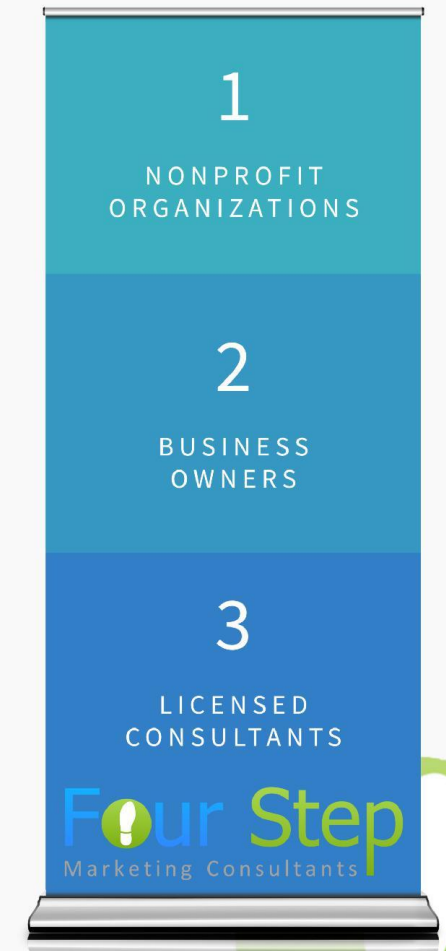 1
NONPROFIT
ORGANIZATIONS
2
BUSINESS
OWNERS
3
LICENSED
CONSULTANTS
Four Step
Marketing Consultants